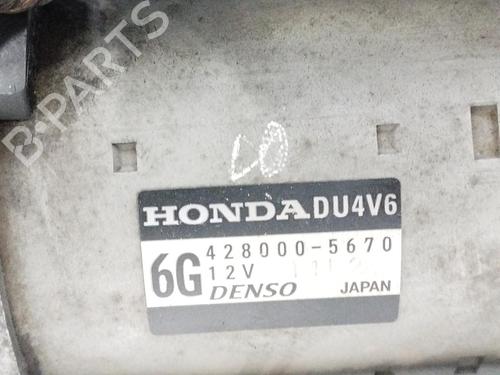 B-PARTS
HONDA DU4V6
6G 428000-5670
12V
DENSO JAPAN